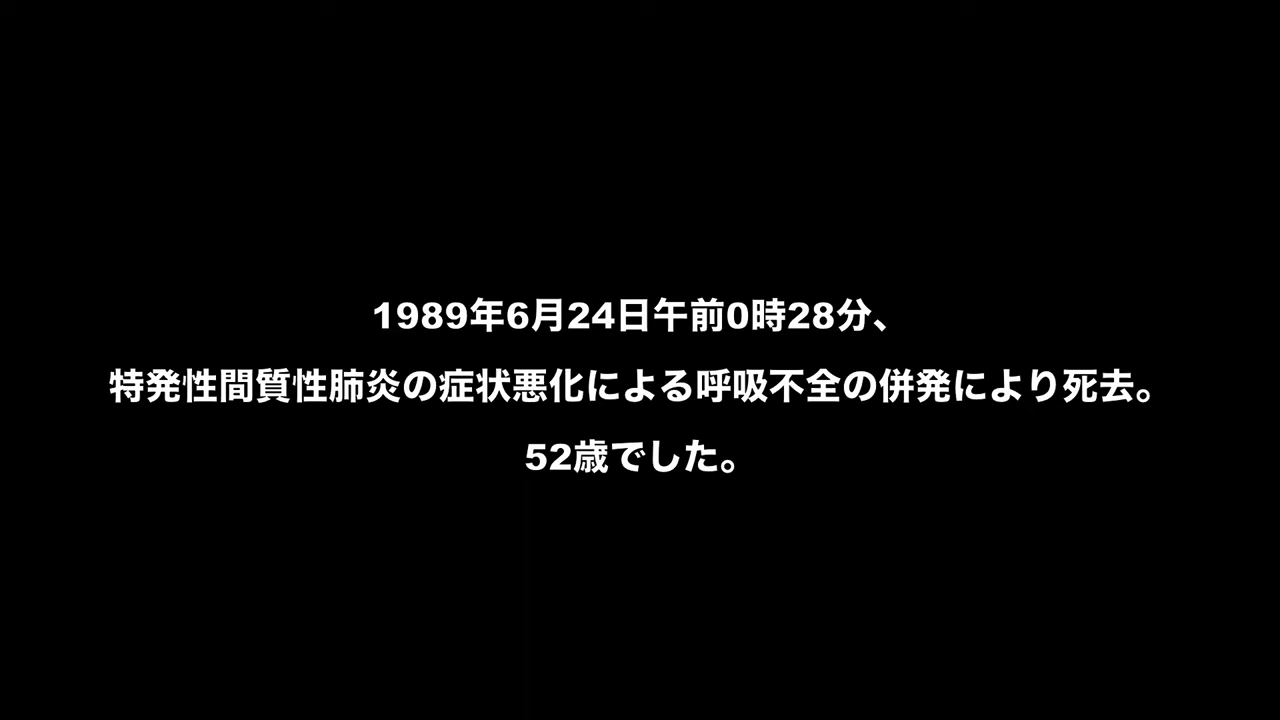 1989年6月24日午前0時28分、
特発性間質性肺炎の症状悪化による呼吸不全の併発により死去。
52歳でした。